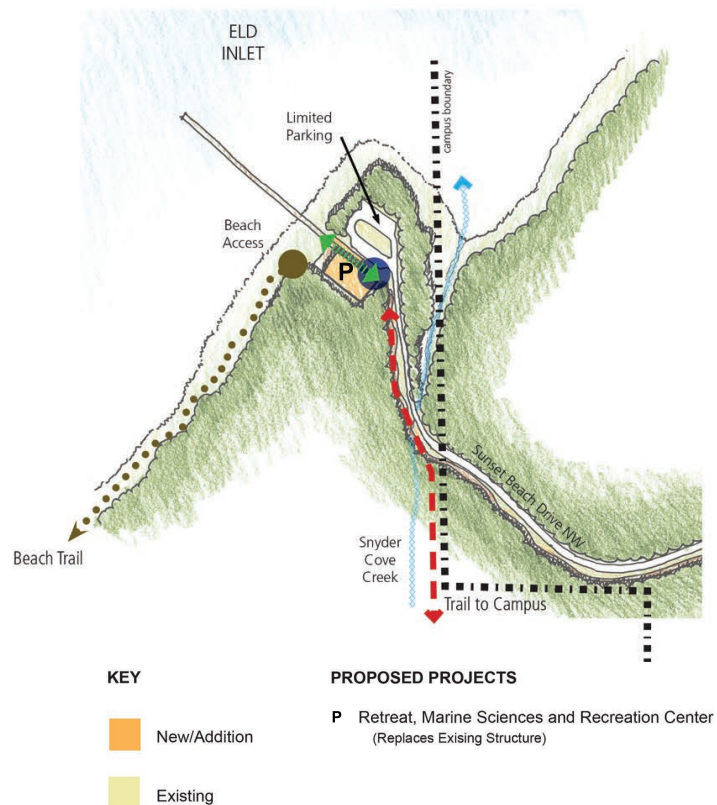 ELD
INLET
campus boundary
Limited
Parking
Beach
Access
P
Sunset Beach Drive NW
Beach Trail
Snyder
Cove
Creek
Trail to Campus
KEY
New/Addition
Existing
PROPOSED PROJECTS
P Retreat, Marine Sciences and Recreation Center
(Replaces Exising Structure)